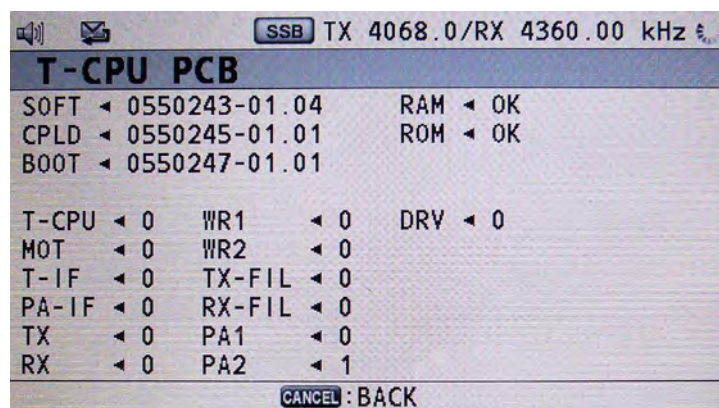 SSB TX 4068.0/RX 4360.00 kHz
T-CPU PCB
SOFT ◄ 0550243-01.04 RAM ◄ OK
CPLD ◄ 0550245-01.01 ROM ◄ OK
BOOT ◄ 0550247-01.01
T-CPU ◄ 0 WR1 ◄ 0 DRV ◄ 0
MOT ◄ 0 WR2 ◄ 0
T-IF ◄ 0 TX-FIL ◄ 0
PA-IF ◄ 0 RX-FIL ◄ 0
TX ◄ 0 PA1 ◄ 0
RX ◄ 0 PA2 ◄ 1
CANCEL : BACK